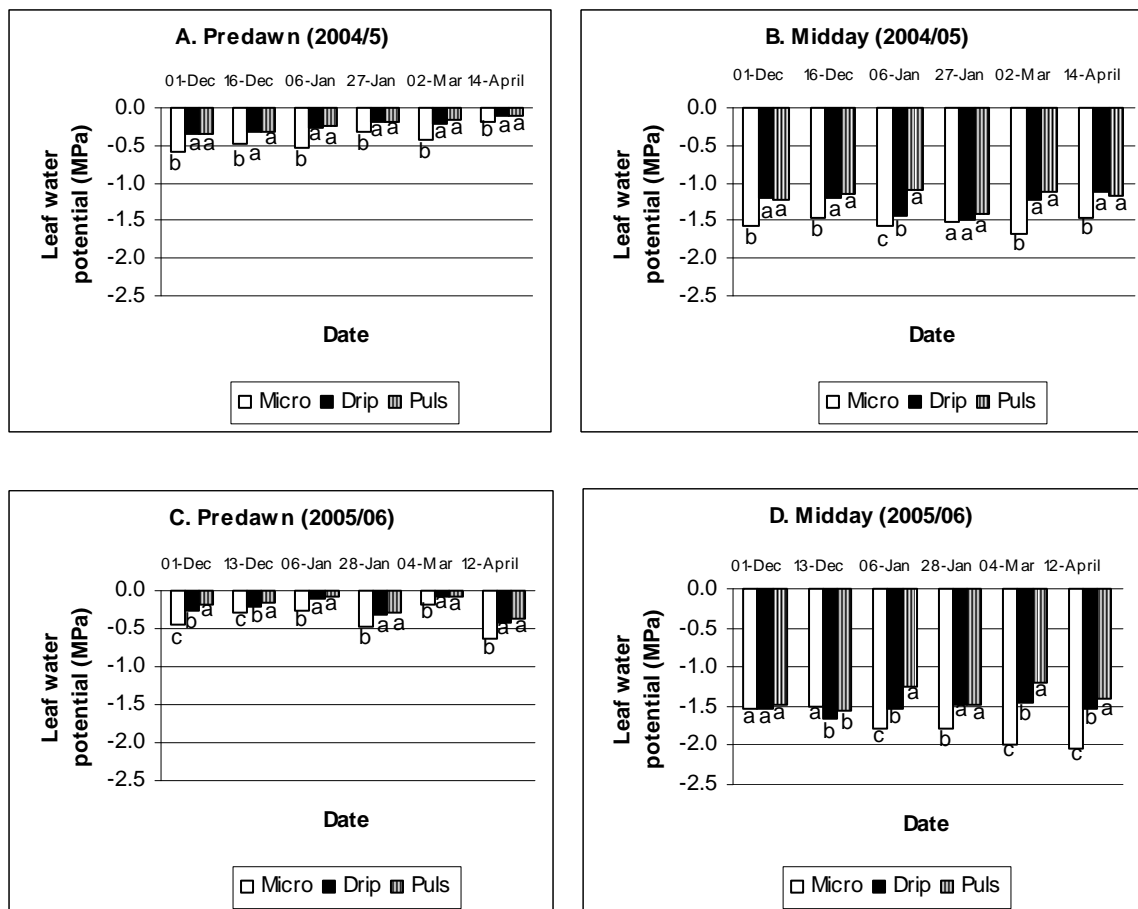 A. Predawn (2004/5)
01-Dec 16-Dec 06-Jan 27-Jan 02-Mar 14-April
0.0
-0.5
-1.0
-1.5
-2.0
-2.5
Leaf water
potential (MPa)
b a a b a a b a a b a a b a a b a a
Date
Micro Drip Puls
B. Midday (2004/05)
01-Dec 16-Dec 06-Jan 27-Jan 02-Mar 14-April
0.0
-0.5
-1.0
-1.5
-2.0
-2.5
Leaf water
potential (MPa)
b a a b a a c b a a a a b a a b a a
Date
Micro Drip Puls
C. Predawn (2005/06)
01-Dec 13-Dec 06-Jan 28-Jan 04-Mar 12-April
0.0
-0.5
-1.0
-1.5
-2.0
-2.5
Leaf water
potential (MPa)
c b a c b a b a a b a a b a a b a a
Date
Micro Drip Puls
D. Midday (2005/06)
01-Dec 13-Dec 06-Jan 28-Jan 04-Mar 12-April
0.0
-0.5
-1.0
-1.5
-2.0
-2.5
Leaf water
potential (MPa)
a a a a b b c b a b a a c b a c b a
Date
Micro Drip Puls